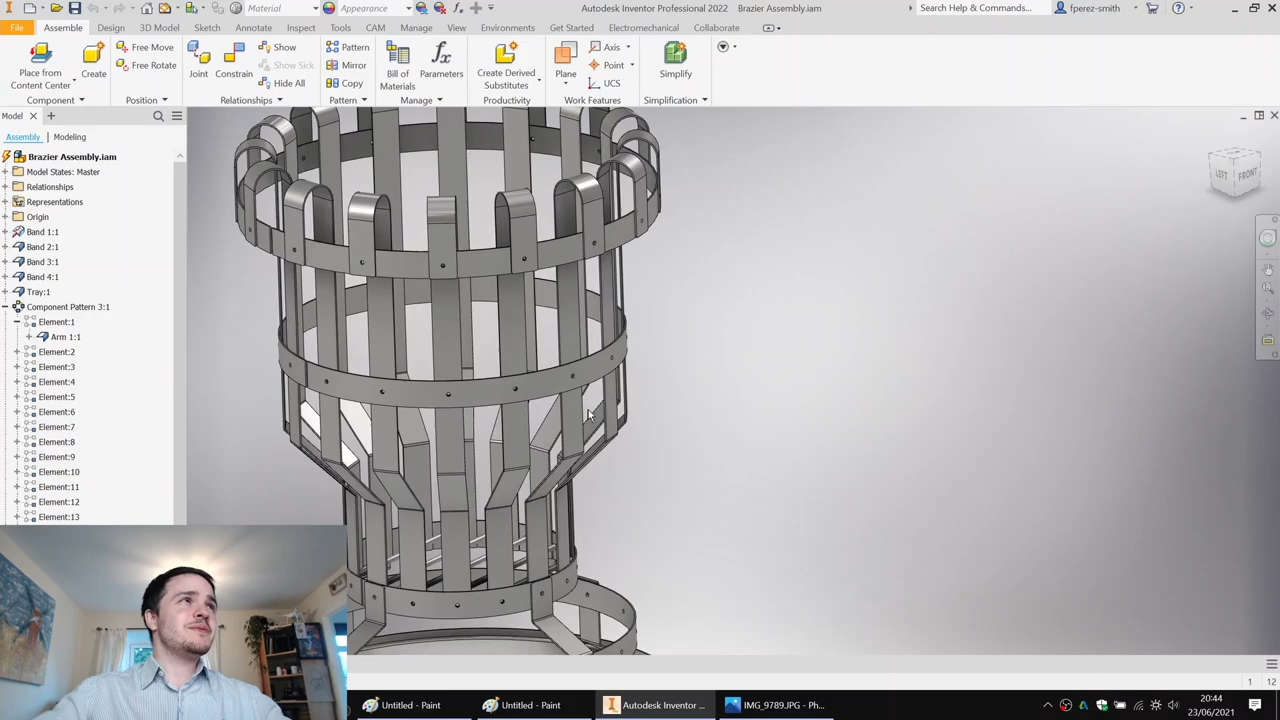 Material
Appearance
Autodesk Inventor Professional 2022 Brazier Assembly.iam
Search Help & Commands...
fperez-smith
File
Assemble
Design
3D Model
Sketch
Annotate
Inspect
Tools
CAM
Manage
View
Environments
Get Started
Electromechanical
Collaborate
Place from Content Center
Create
Free Move
Free Rotate
Joint
Constrain
Show
Show Sick
Hide All
Pattern
Mirror
Copy
Bill of Materials
Parameters
Create Derived Substitutes
Plane
Axis
Point
UCS
Simplify
Component
Position
Relationships
Pattern
Manage
Productivity
Work Features
Simplification
Model
Assembly
Modeling
Brazier Assembly.iam
Model States: Master
Relationships
Representations
Origin
Band 1:1
Band 2:1
Band 3:1
Band 4:1
Tray:1
Component Pattern 3:1
Element:1
Arm 1:1
Element:2
Element:3
Element:4
Element:5
Element:6
Element:7
Element:8
Element:9
Element:10
Element:11
Element:12
Element:13
FRONT
1 12
Untitled - Paint
Untitled - Paint
Autodesk Inventor ...
IMG_9789.JPG - Ph...
20:44
23/06/2021